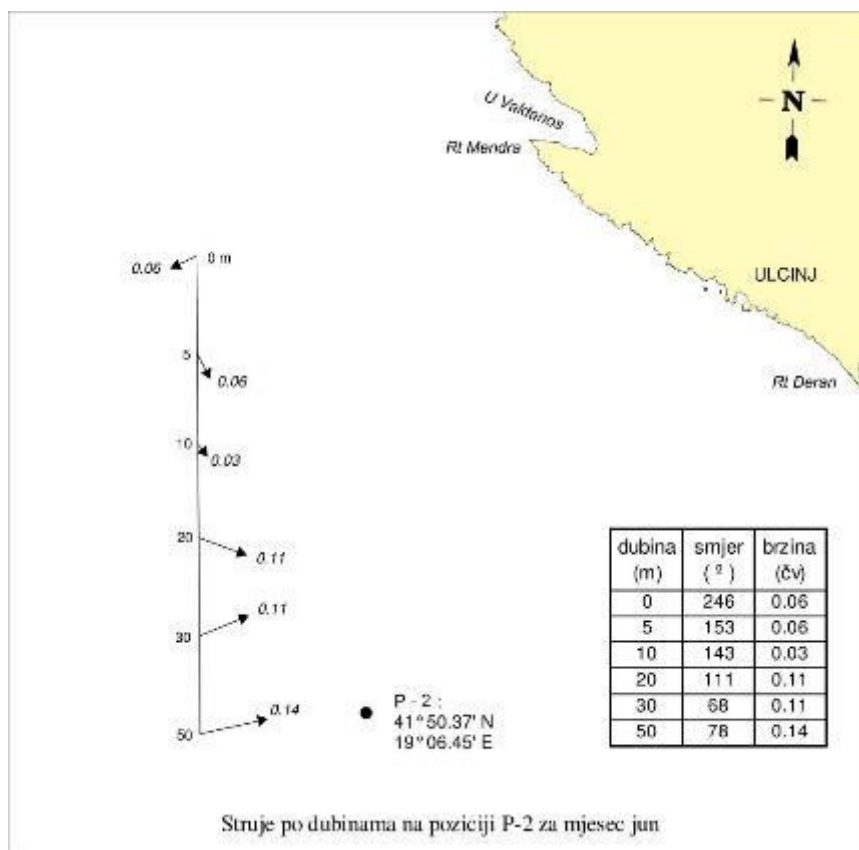 U Valdanos
N
Rt Mendra
0 m
0.06
ULCINJ
5
0.06
Rt Deran
10
0.03
20
0.11
0.11
30
0.14
50
P - 2 :
41°50.37' N
19°06.45' E
dubina smjer brzina
(m) ( º ) (čv)
0 246 0.06
5 153 0.06
10 143 0.03
20 111 0.11
30 68 0.11
50 78 0.14
Struje po dubinama na poziciji P-2 za mjesec jun